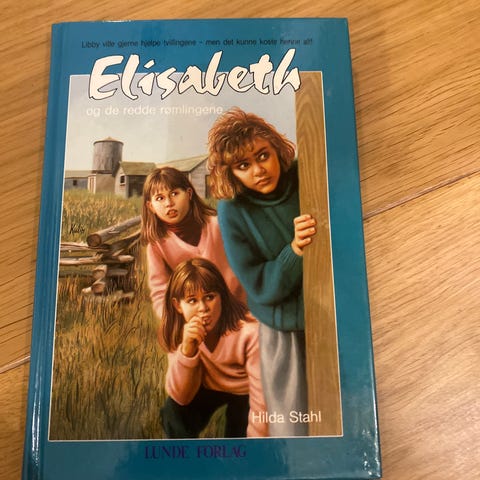 Libby ville gjerne hjelpe tvillingene – men det kunne koste henne alt!
Elisabeth
og de redde rømlingene
Hilda Stahl
LUNDE FORLAG